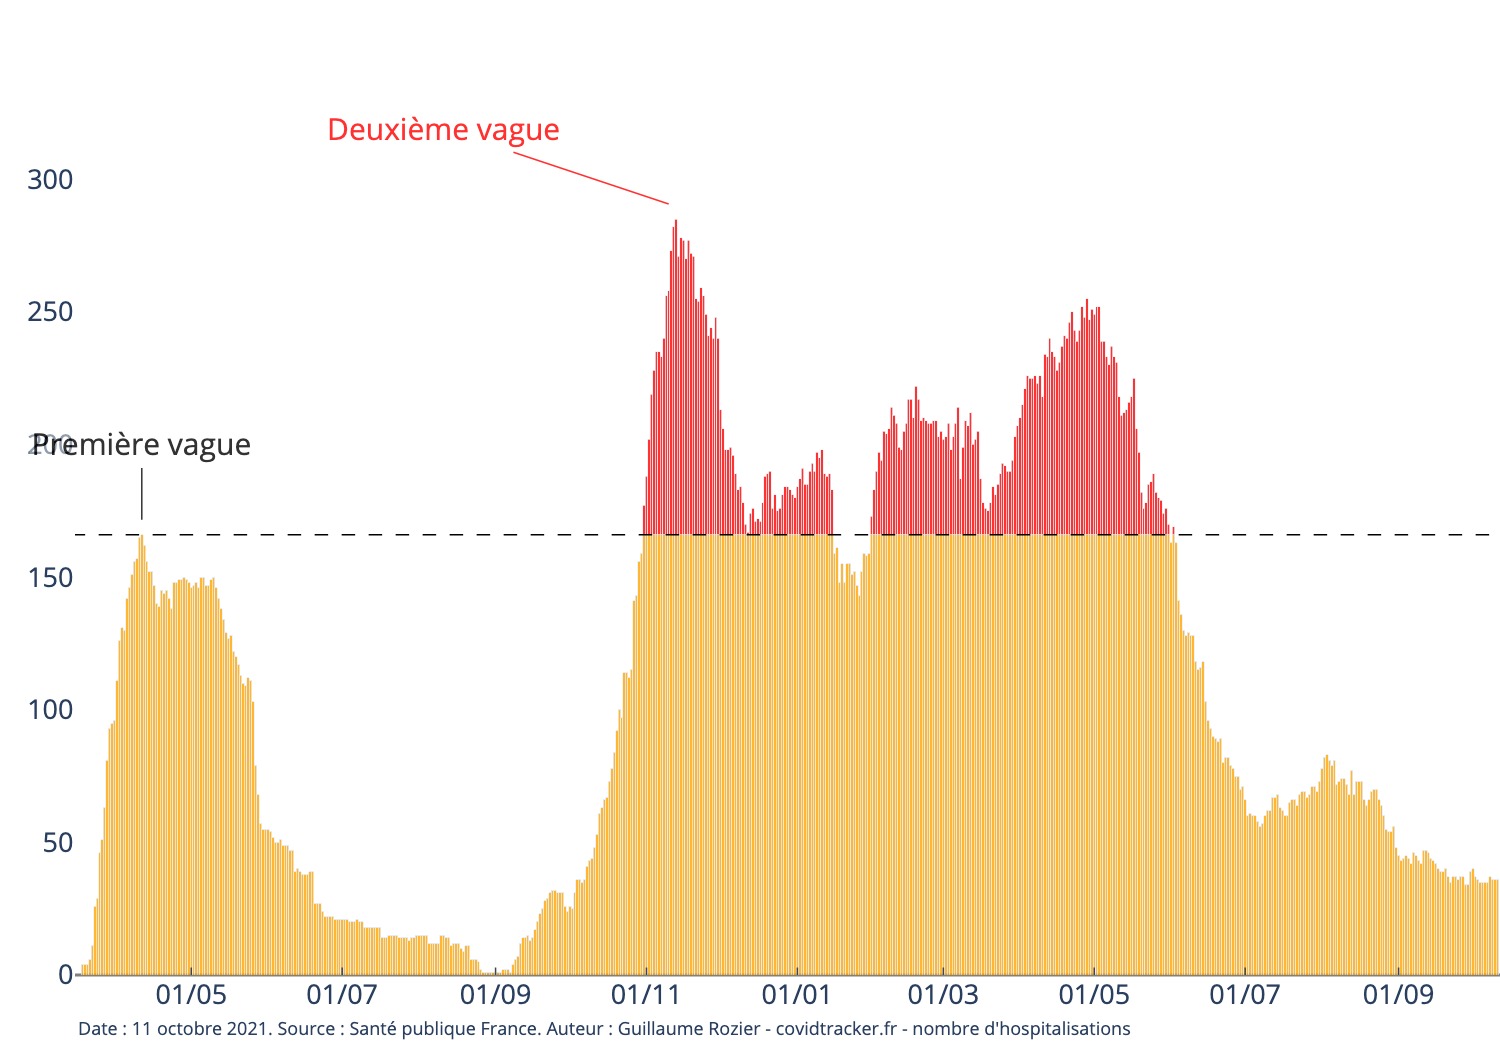 Deuxième vague
300
250
200
Première vague
150
100
50
0
01/05 01/07 01/09 01/11 01/01 01/03 01/05 01/07 01/09
Date : 11 octobre 2021. Source : Santé publique France. Auteur : Guillaume Rozier - covidtracker.fr - nombre d'hospitalisations